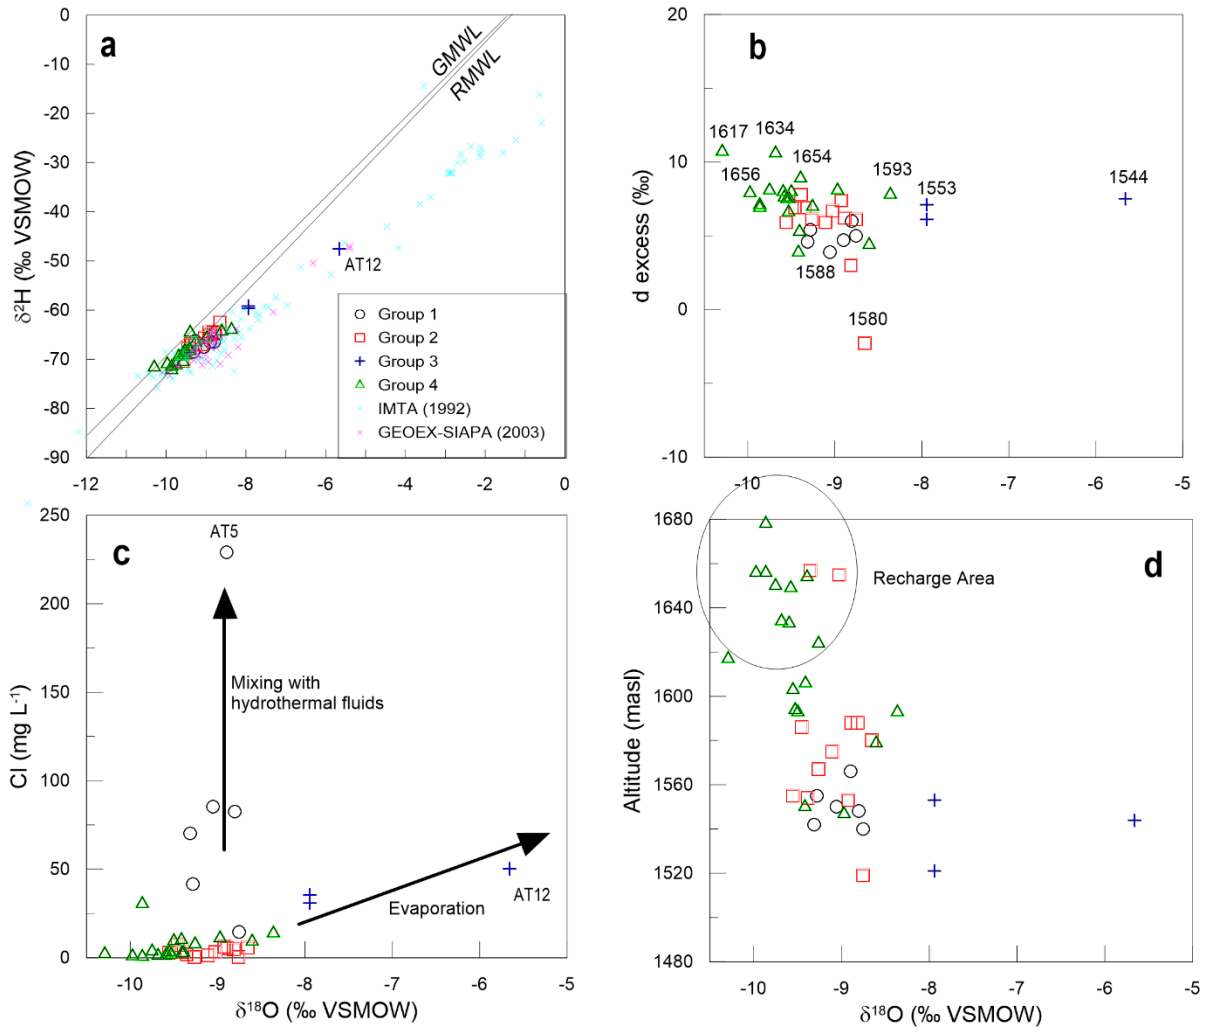 a
GMWL
RMWL
0
-10
-20
-30
-40
-50
-60
-70
-80
-90
δ²H (‰ VSMOW)
AT12
Group 1
Group 2
Group 3
Group 4
IMTA (1992)
GEOEX-SIAPA (2003)
-12
-10
-8
-6
-4
-2
0
b
20
10
0
-10
d excess (‰)
1617
1634
1656
1654
1593
1553
1544
1588
1580
-10
-9
-8
-7
-6
-5
c
250
200
150
100
50
0
Cl (mg L⁻¹)
AT5
Mixing with
hydrothermal fluids
Evaporation
AT12
-10
-9
-8
-7
-6
-5
δ¹⁸O (‰ VSMOW)
d
1680
1640
1600
1560
1520
1480
Altitude (masl)
Recharge Area
-10
-9
-8
-7
-6
-5
δ¹⁸O (‰ VSMOW)